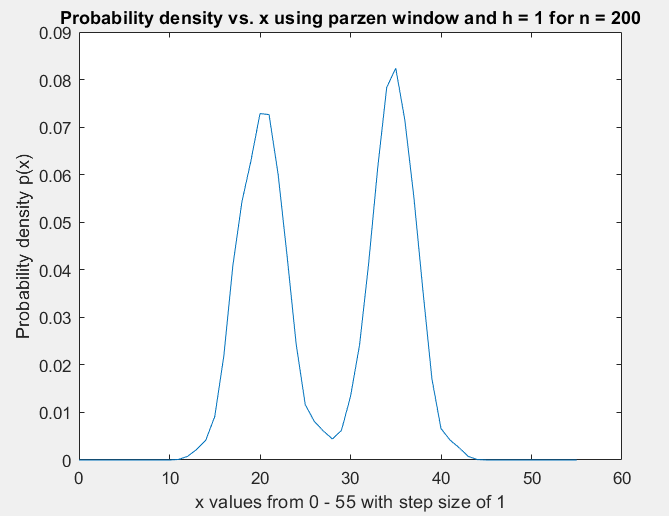 Probability density vs. x using parzen window and h = 1 for n = 200
Probability density p(x)
0.09
0.08
0.07
0.06
0.05
0.04
0.03
0.02
0.01
0
0 10 20 30 40 50 60
x values from 0 - 55 with step size of 1